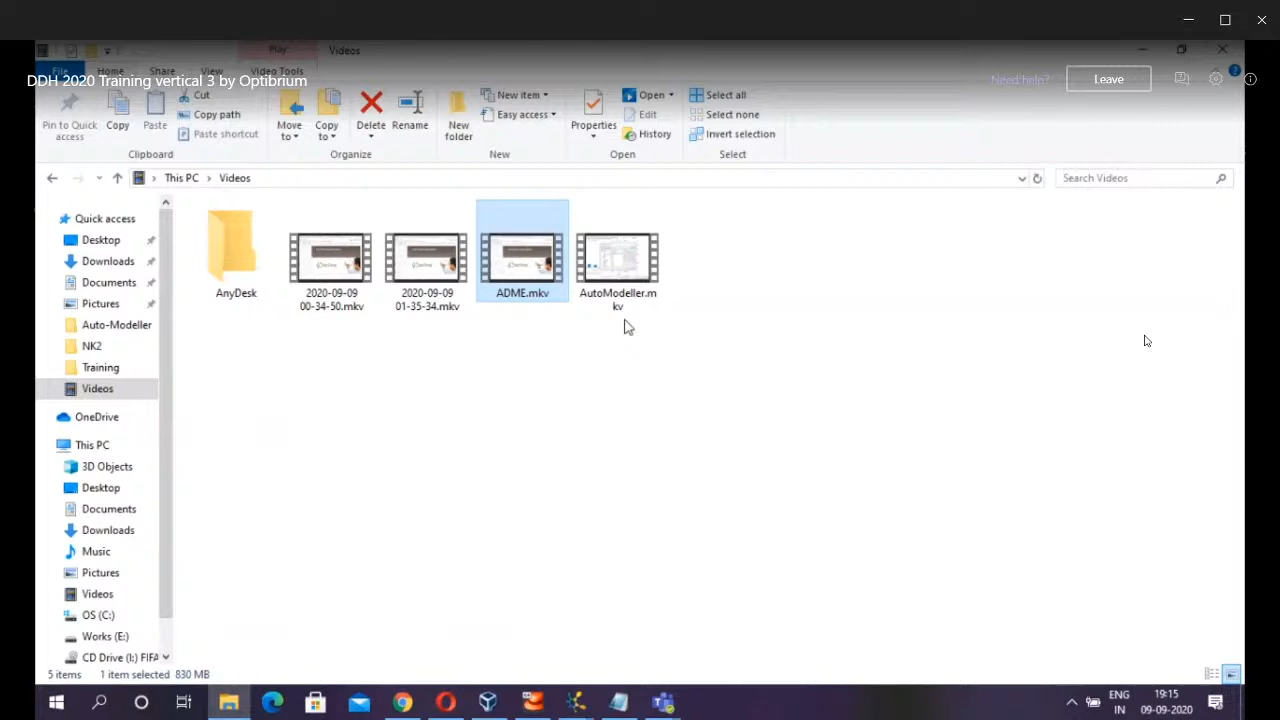 Play
Videos
File
Home
Share
View
Video Tools
DDH 2020 Training vertical 3 by Optibrium
Need help?
Leave
Pin to Quick
access
Copy
Paste
Cut
Copy path
Paste shortcut
Clipboard
Move
to
Copy
to
Delete
Rename
Organize
New
folder
New item
Easy access
New
Properties
Open
Edit
History
Open
Select all
Select none
Invert selection
Select
This PC > Videos
Search Videos
Quick access
Desktop
Downloads
Documents
Pictures
Auto-Modeller
NK2
Training
Videos
OneDrive
This PC
3D Objects
Desktop
Documents
Downloads
Music
Pictures
Videos
OS (C:)
Works (E:)
CD Drive (I:) FIFA
AnyDesk
2020-09-09
00-34-50.mkv
2020-09-09
01-35-34.mkv
ADME.mkv
AutoModeller.m
kv
5 items 1 item selected 830 MB
ENG
IN
19:15
09-09-2020